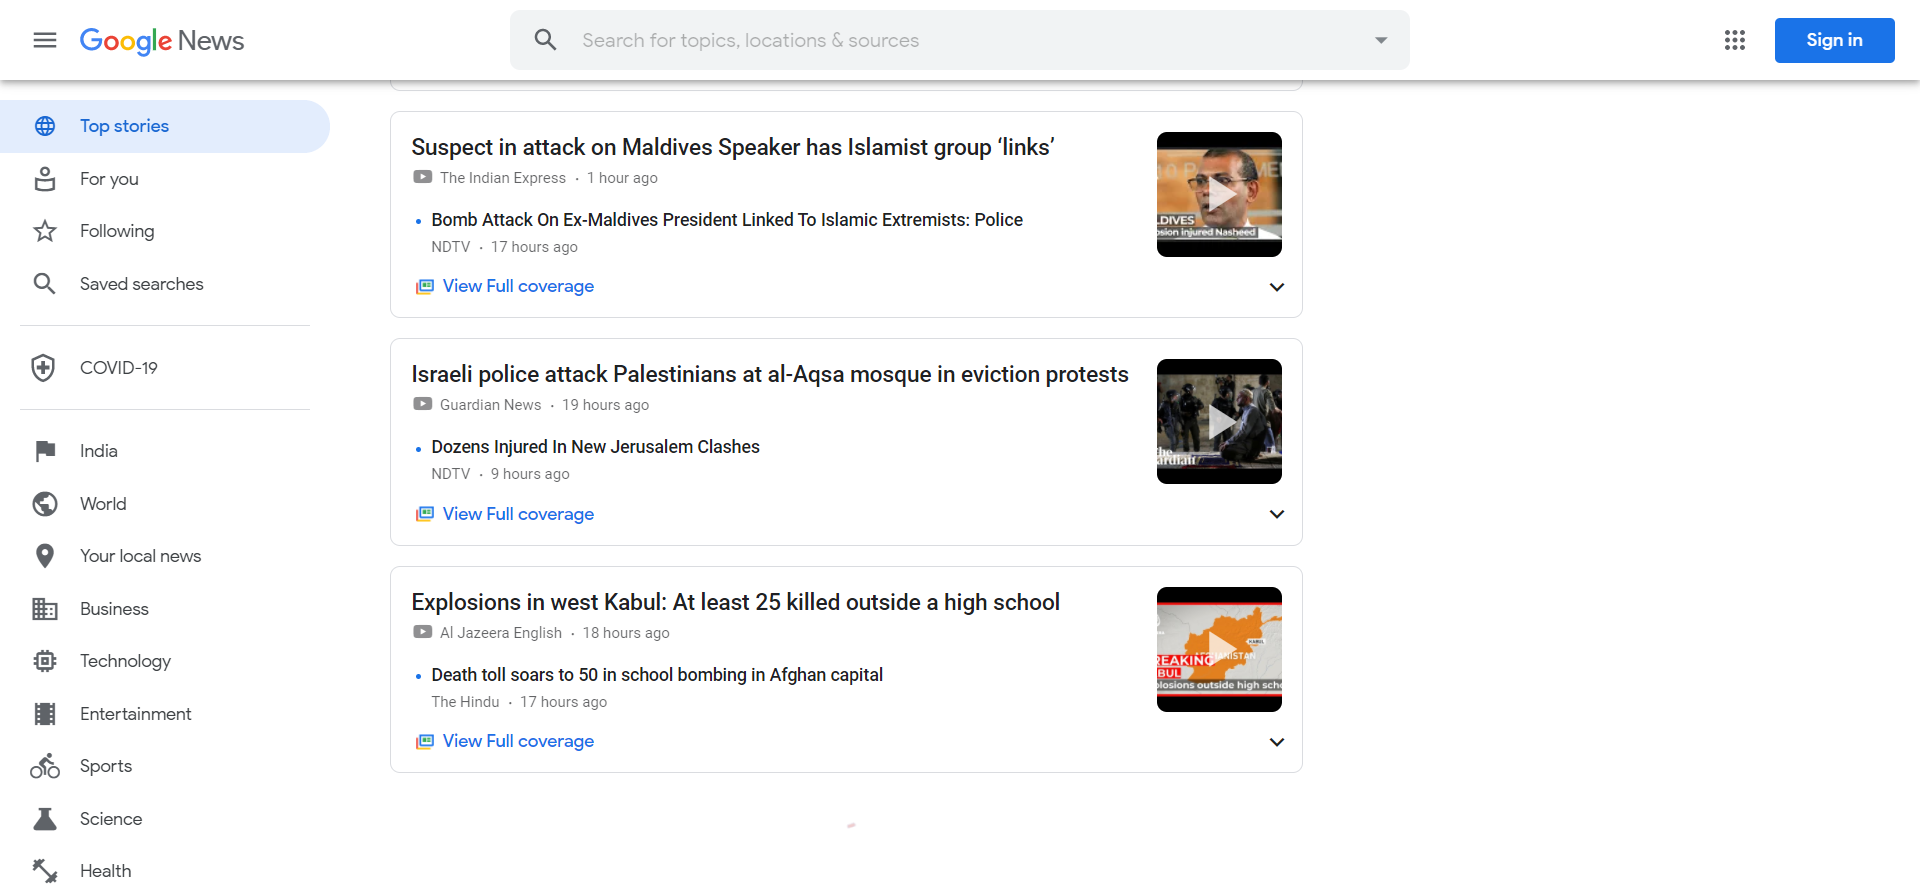 Google News
Search for topics, locations & sources
Sign in
Top stories
For you
Following
Saved searches
COVID-19
India
World
Your local news
Business
Technology
Entertainment
Sports
Science
Health
Suspect in attack on Maldives Speaker has Islamist group ‘links’
The Indian Express · 1 hour ago
Bomb Attack On Ex-Maldives President Linked To Islamic Extremists: Police
NDTV · 17 hours ago
View Full coverage
LDIVES
osion injured Nasheed
Israeli police attack Palestinians at al-Aqsa mosque in eviction protests
Guardian News · 19 hours ago
Dozens Injured In New Jerusalem Clashes
NDTV · 9 hours ago
View Full coverage
he
ardian
Explosions in west Kabul: At least 25 killed outside a high school
Al Jazeera English · 18 hours ago
Death toll soars to 50 in school bombing in Afghan capital
The Hindu · 17 hours ago
View Full coverage
KABUL
REAKING
BUL
plosions outside high scho